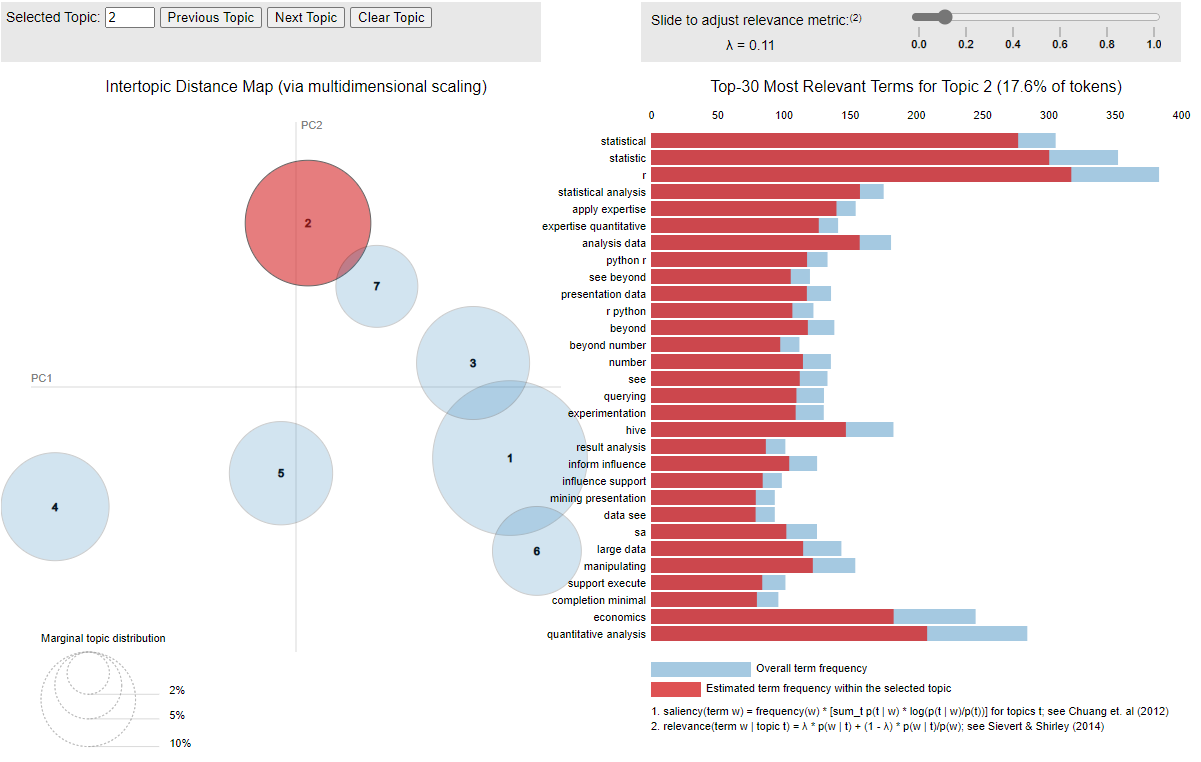 Selected Topic: 2 Previous Topic Next Topic Clear Topic
Slide to adjust relevance metric:(2)
λ = 0.11
0.0 0.2 0.4 0.6 0.8 1.0
Intertopic Distance Map (via multidimensional scaling)
PC2
PC1
2
7
3
1
5
4
6
Marginal topic distribution
2%
5%
10%
Top-30 Most Relevant Terms for Topic 2 (17.6% of tokens)
0 50 100 150 200 250 300 350 400
statistical
statistic
r
statistical analysis
apply expertise
expertise quantitative
analysis data
python r
see beyond
presentation data
r python
beyond
beyond number
number
see
querying
experimentation
hive
result analysis
inform influence
influence support
mining presentation
data see
sa
large data
manipulating
support execute
completion minimal
economics
quantitative analysis
Overall term frequency
Estimated term frequency within the selected topic
1. saliency(term w) = frequency(w) * [sum_t p(t | w) * log(p(t | w)/p(t))] for topics t; see Chuang et. al (2012)
2. relevance(term w | topic t) = λ * p(w | t) + (1 - λ) * p(w | t)/p(w); see Sievert & Shirley (2014)